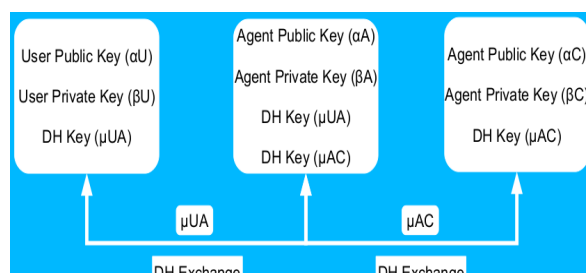 User Public Key (αU)
User Private Key (βU)
DH Key (μUA)
Agent Public Key (αA)
Agent Private Key (βA)
DH Key (μUA)
DH Key (μAC)
Agent Public Key (αC)
Agent Private Key (βC)
DH Key (μAC)
μUA
μAC
DH Exchange
DH Exchange